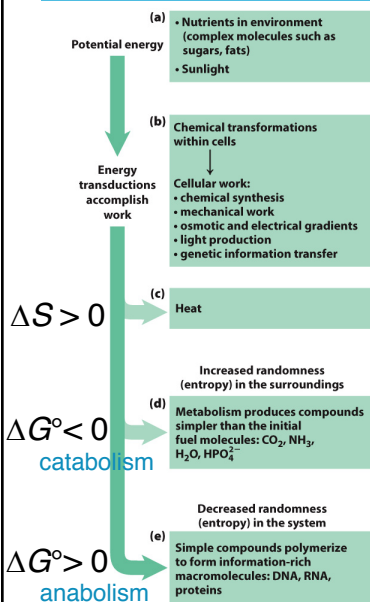 (a)
• Nutrients in environment
(complex molecules such as
sugars, fats)
• Sunlight
Potential energy
(b)
Chemical transformations
within cells
↓
Cellular work:
• chemical synthesis
• mechanical work
• osmotic and electrical gradients
• light production
• genetic information transfer
Energy
transductions
accomplish
work
(c)
Heat
ΔS > 0
Increased randomness
(entropy) in the surroundings
(d)
Metabolism produces compounds
simpler than the initial
fuel molecules: CO₂, NH₃,
H₂O, HPO₄²⁻
ΔG° < 0
catabolism
Decreased randomness
(entropy) in the system
(e)
Simple compounds polymerize
to form information-rich
macromolecules: DNA, RNA,
proteins
ΔG° > 0
anabolism